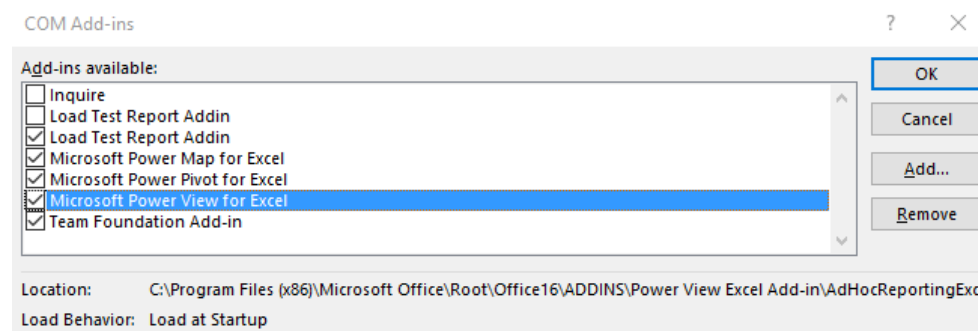 COM Add-ins
Add-ins available:
OK
Inquire
Load Test Report Addin
Cancel
Load Test Report Addin
Microsoft Power Map for Excel
Add...
Microsoft Power Pivot for Excel
Microsoft Power View for Excel
Remove
Team Foundation Add-in
Location: C:\Program Files (x86)\Microsoft Office\Root\Office16\ADDINS\Power View Excel Add-in\AdHocReportingExc
Load Behavior: Load at Startup